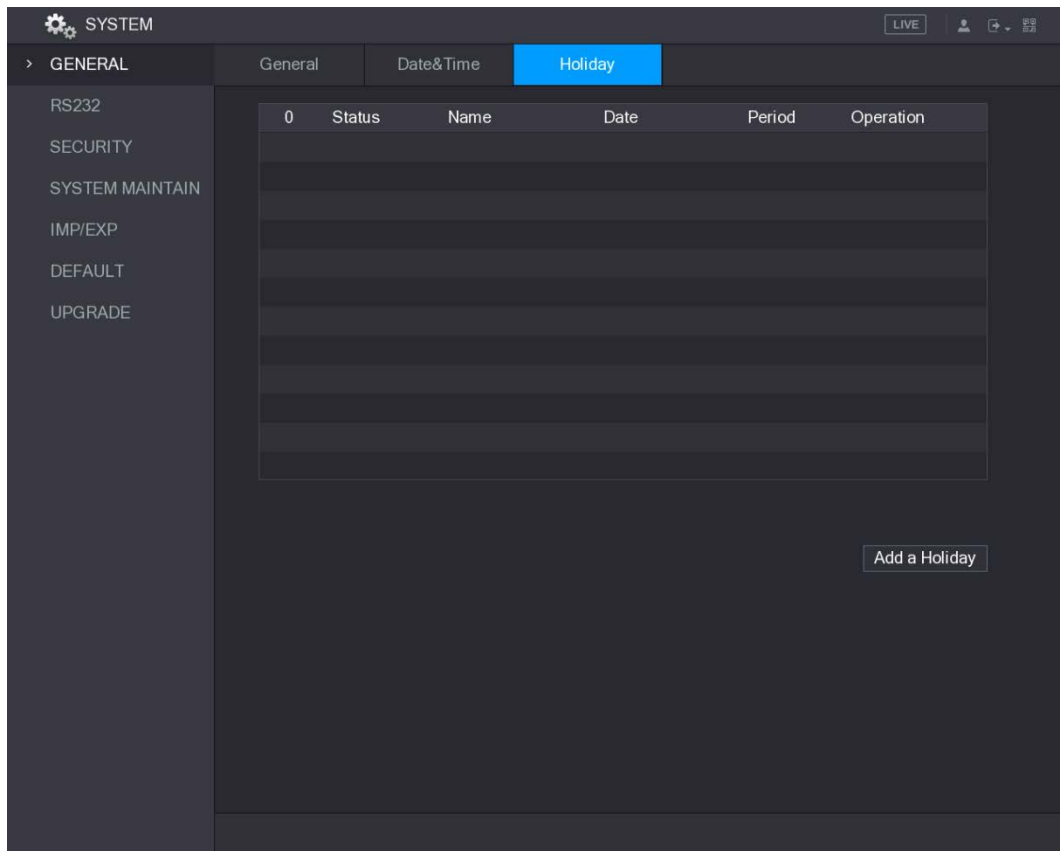 SYSTEM LIVE
GENERAL General Date&Time Holiday
RS232
0 Status Name Date Period Operation
SECURITY
SYSTEM MAINTAIN
IMP/EXP
DEFAULT
UPGRADE
Add a Holiday